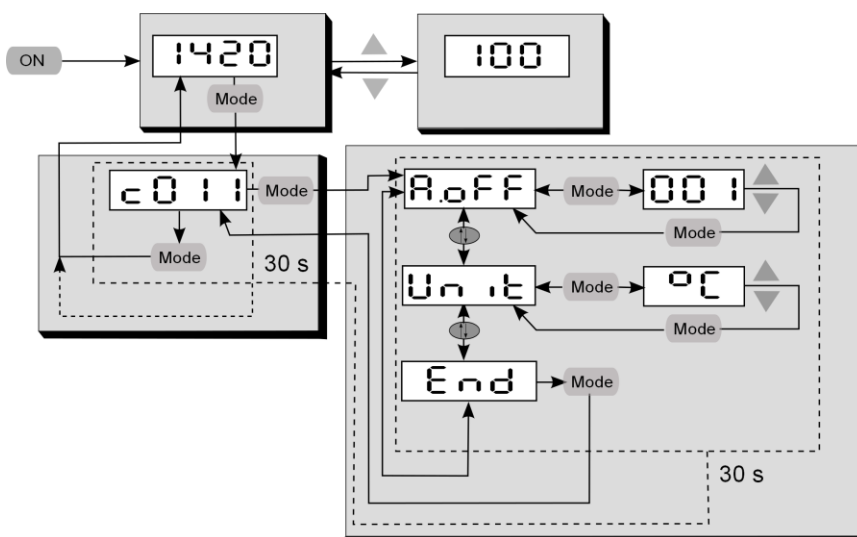 ON
1420
100
Mode
c011
Mode
Mode
30 s
A.oFF
Mode
001
Mode
Unit
Mode
°C
Mode
End
Mode
30 s